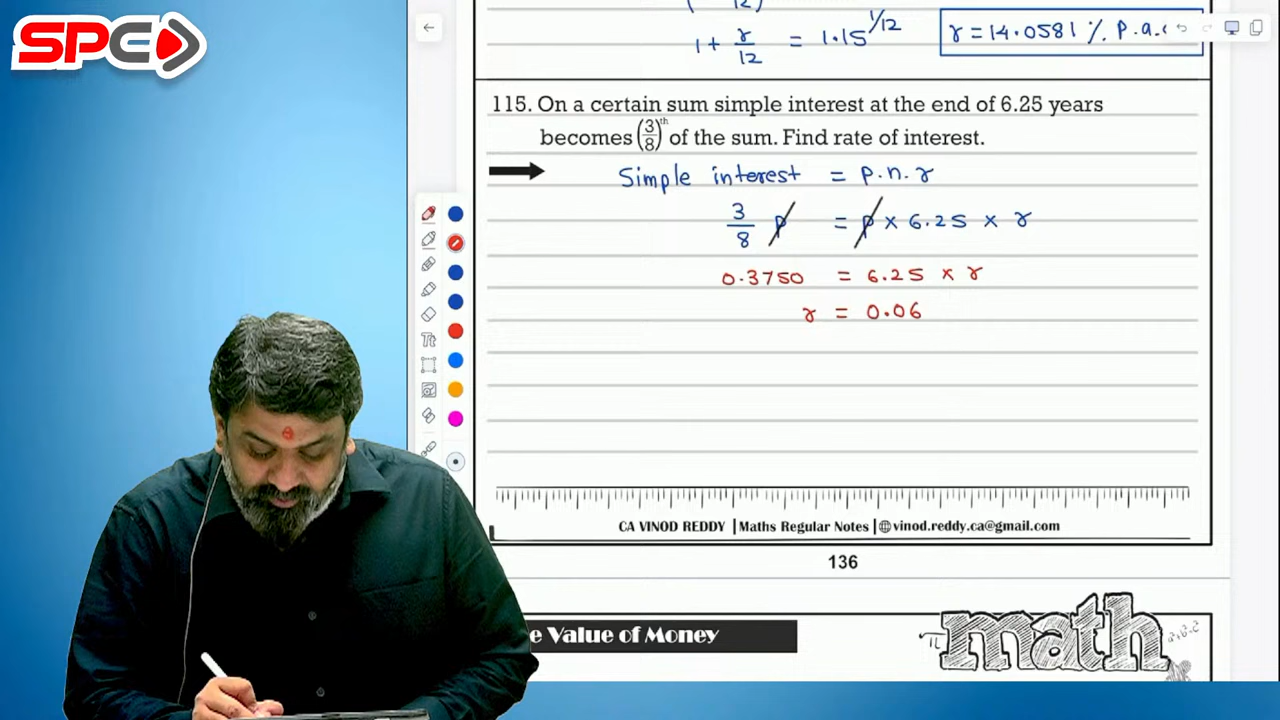 SPC
12)
1 + r/12 = 1.15^1/12
r = 14.0581 % p.a.
115. On a certain sum simple interest at the end of 6.25 years
becomes (3/8)th of the sum. Find rate of interest.
Simple interest = p.n.r
3/8 p = p × 6.25 × r
0.3750 = 6.25 × r
r = 0.06
Tt
CA VINOD REDDY | Maths Regular Notes | vinod.reddy.ca@gmail.com
136
e Value of Money
π math